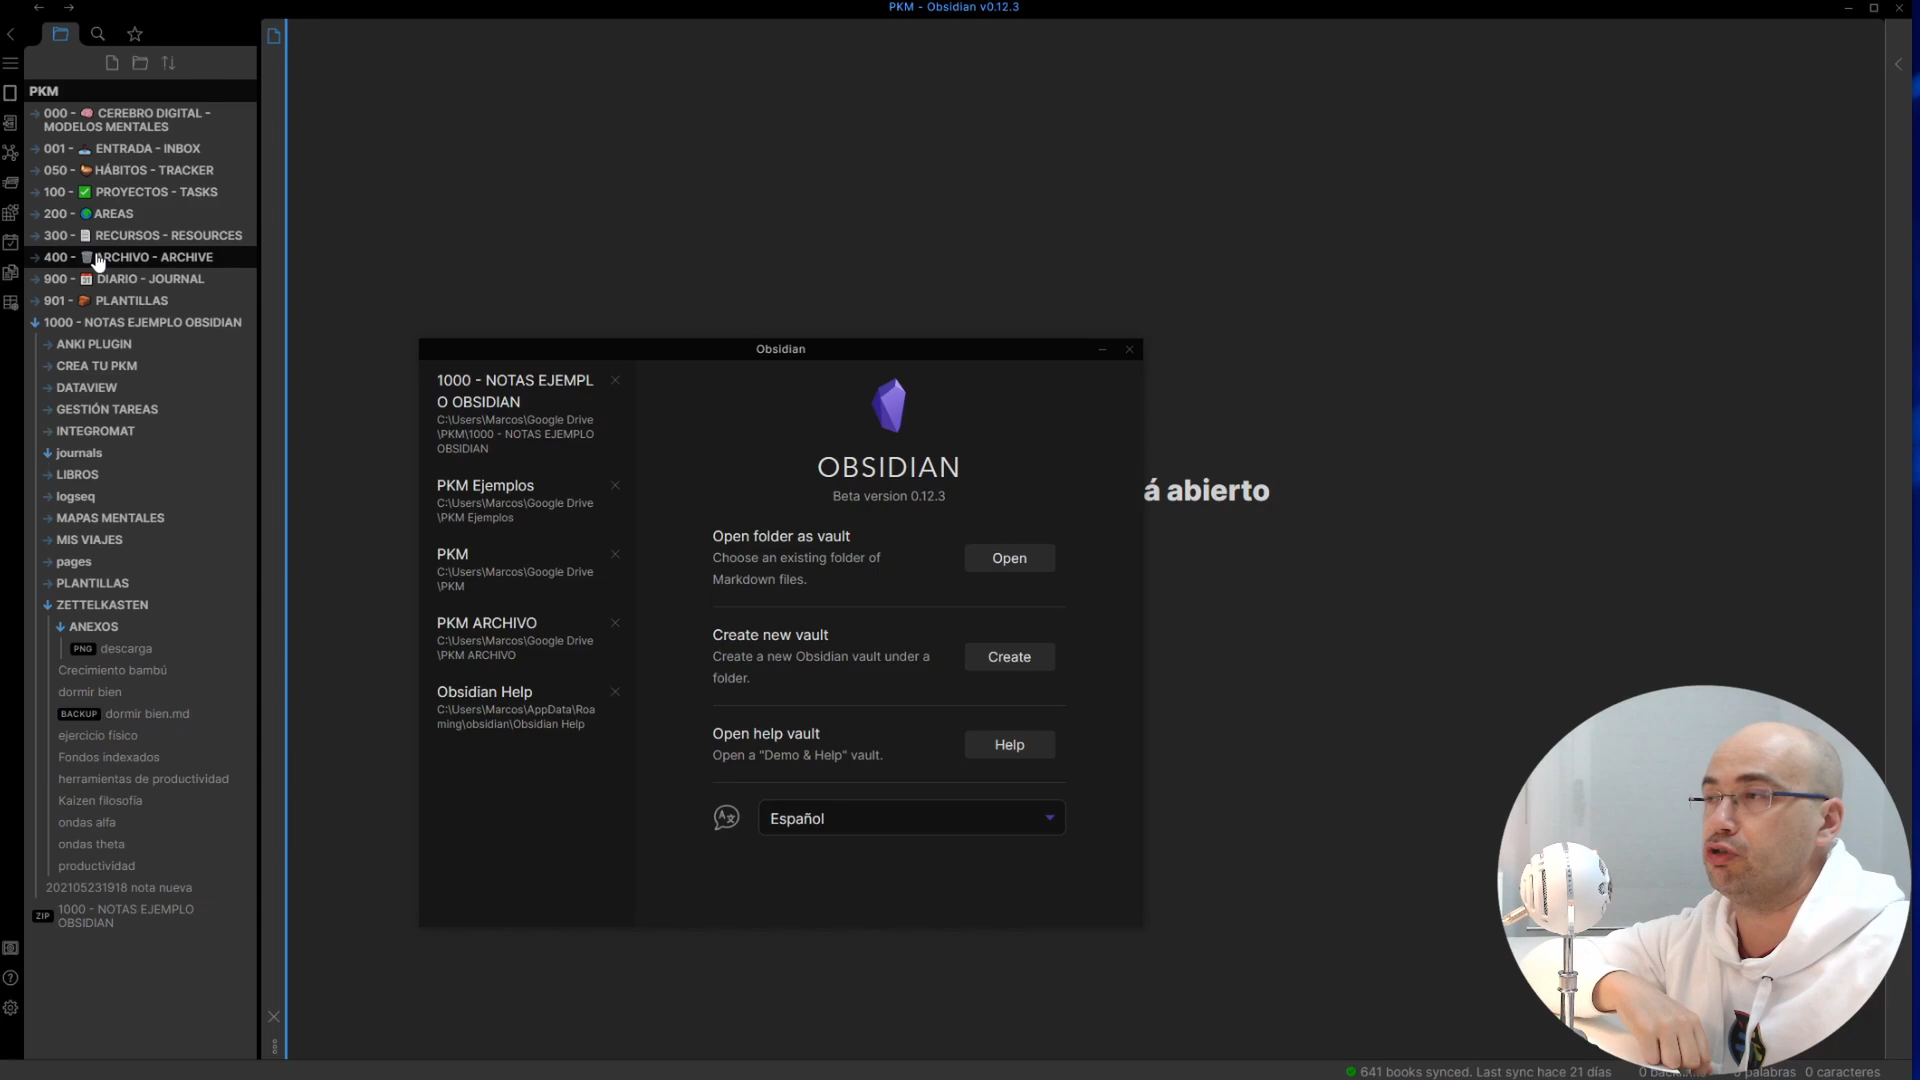 PKM - Obsidian v0.12.3
PKM
000 - 🧠 CEREBRO DIGITAL -
MODELOS MENTALES
001 - 📥 ENTRADA - INBOX
050 - HÁBITOS - TRACKER
100 - ✅ PROYECTOS - TASKS
200 - 🌍 AREAS
300 - 📄 RECURSOS - RESOURCES
400 - 🗑 ARCHIVO - ARCHIVE
900 - 📅 DIARIO - JOURNAL
901 - PLANTILLAS
1000 - NOTAS EJEMPLO OBSIDIAN
ANKI PLUGIN
CREA TU PKM
DATAVIEW
GESTIÓN TAREAS
INTEGROMAT
journals
LIBROS
logseq
MAPAS MENTALES
MIS VIAJES
pages
PLANTILLAS
ZETTELKASTEN
ANEXOS
PNG descarga
Crecimiento bambú
dormir bien
BACKUP dormir bien.md
ejercicio físico
Fondos indexados
herramientas de productividad
Kaizen filosofía
ondas alfa
ondas theta
productividad
202105231918 nota nueva
ZIP 1000 - NOTAS EJEMPLO
OBSIDIAN
Obsidian
1000 - NOTAS EJEMPL
O OBSIDIAN
C:\Users\Marcos\Google Drive
\PKM\1000 - NOTAS EJEMPLO
OBSIDIAN
PKM Ejemplos
C:\Users\Marcos\Google Drive
\PKM Ejemplos
PKM
C:\Users\Marcos\Google Drive
\PKM
PKM ARCHIVO
C:\Users\Marcos\Google Drive
\PKM ARCHIVO
Obsidian Help
C:\Users\Marcos\AppData\Roa
ming\obsidian\Obsidian Help
OBSIDIAN
Beta version 0.12.3
Open folder as vault
Choose an existing folder of
Markdown files.
Open
Create new vault
Create a new Obsidian vault under a
folder.
Create
Open help vault
Open a "Demo & Help" vault.
Help
Español
á abierto
641 books synced. Last sync hace 21 días
palabras 0 caracteres